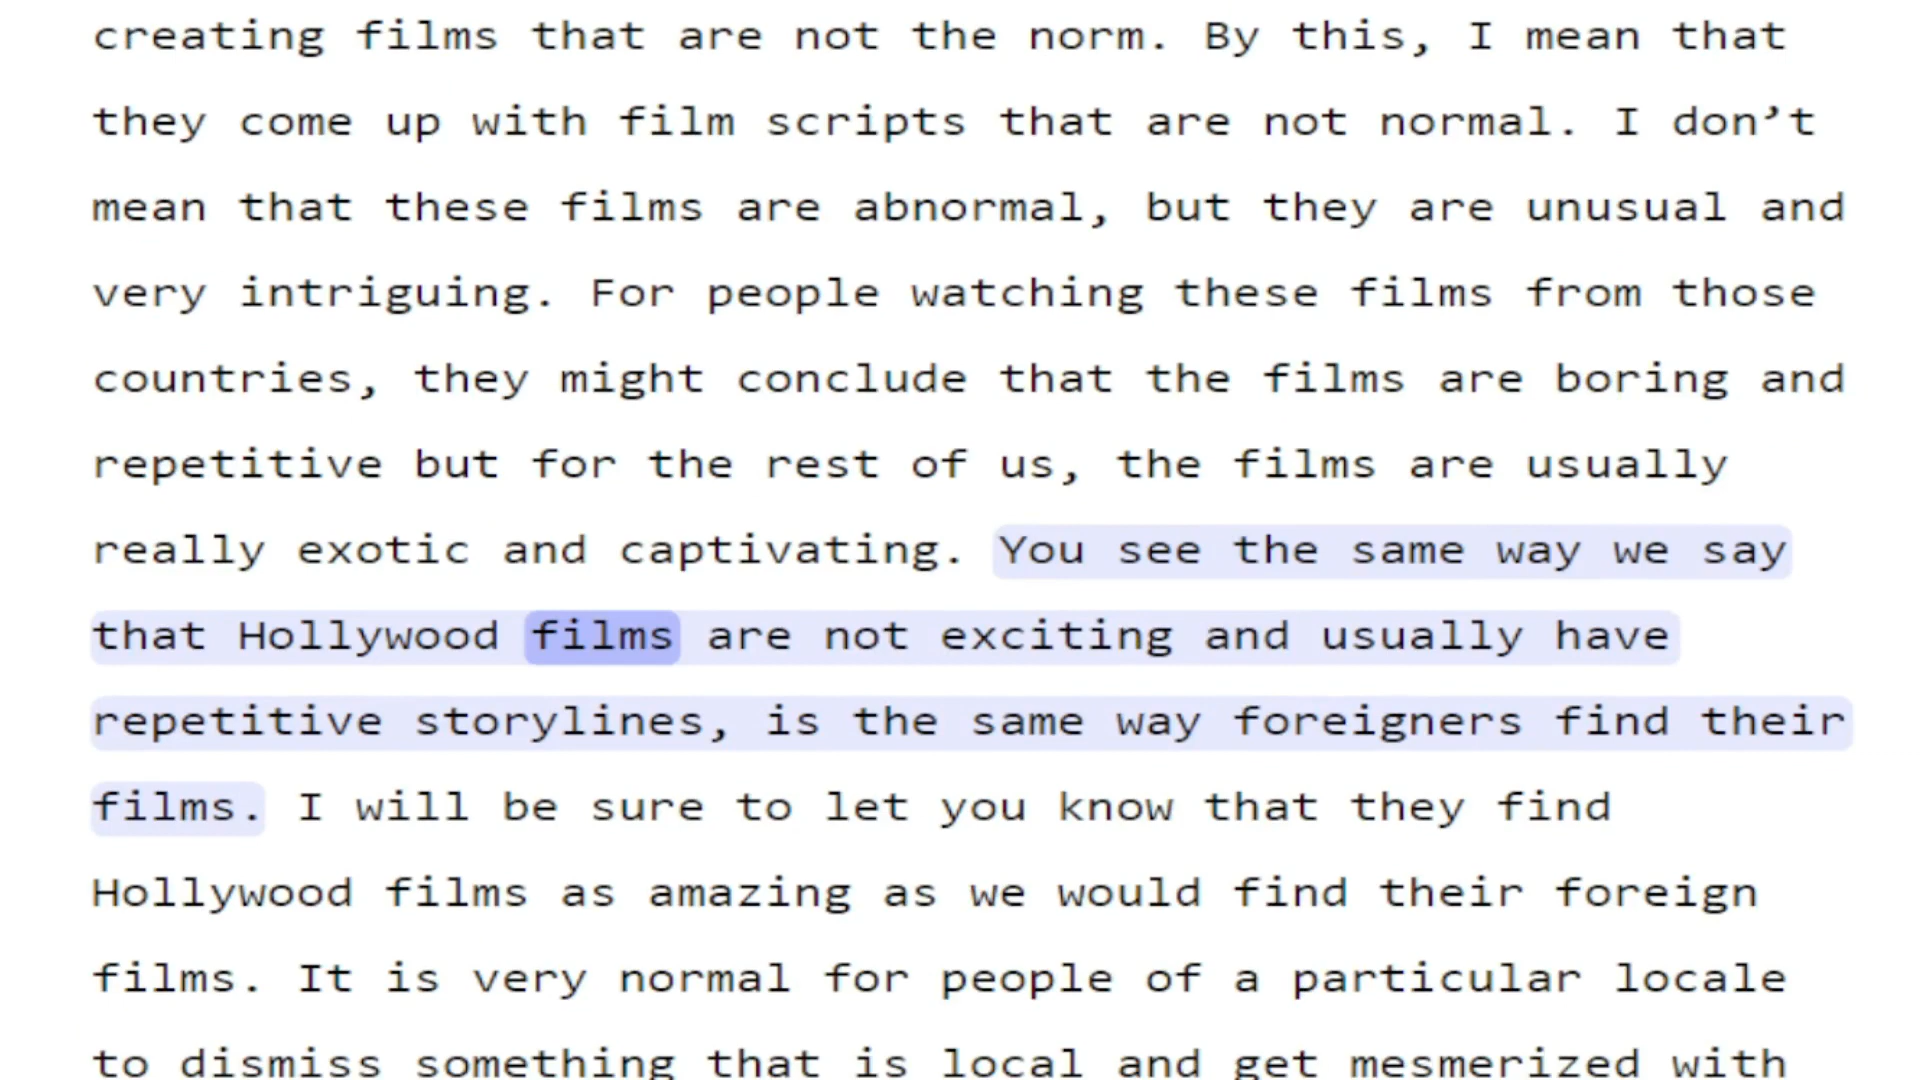 creating films that are not the norm. By this, I mean that
they come up with film scripts that are not normal. I don’t
mean that these films are abnormal, but they are unusual and
very intriguing. For people watching these films from those
countries, they might conclude that the films are boring and
repetitive but for the rest of us, the films are usually
really exotic and captivating. You see the same way we say
that Hollywood films are not exciting and usually have
repetitive storylines, is the same way foreigners find their
films. I will be sure to let you know that they find
Hollywood films as amazing as we would find their foreign
films. It is very normal for people of a particular locale
to dismiss something that is local and get mesmerized with